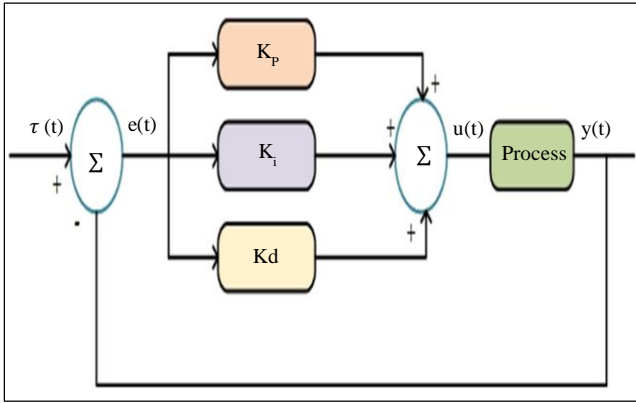 K_P
τ (t)
e(t)
+
+
u(t)
y(t)
Σ
K_i
Σ
Process
+
-
+
Kd